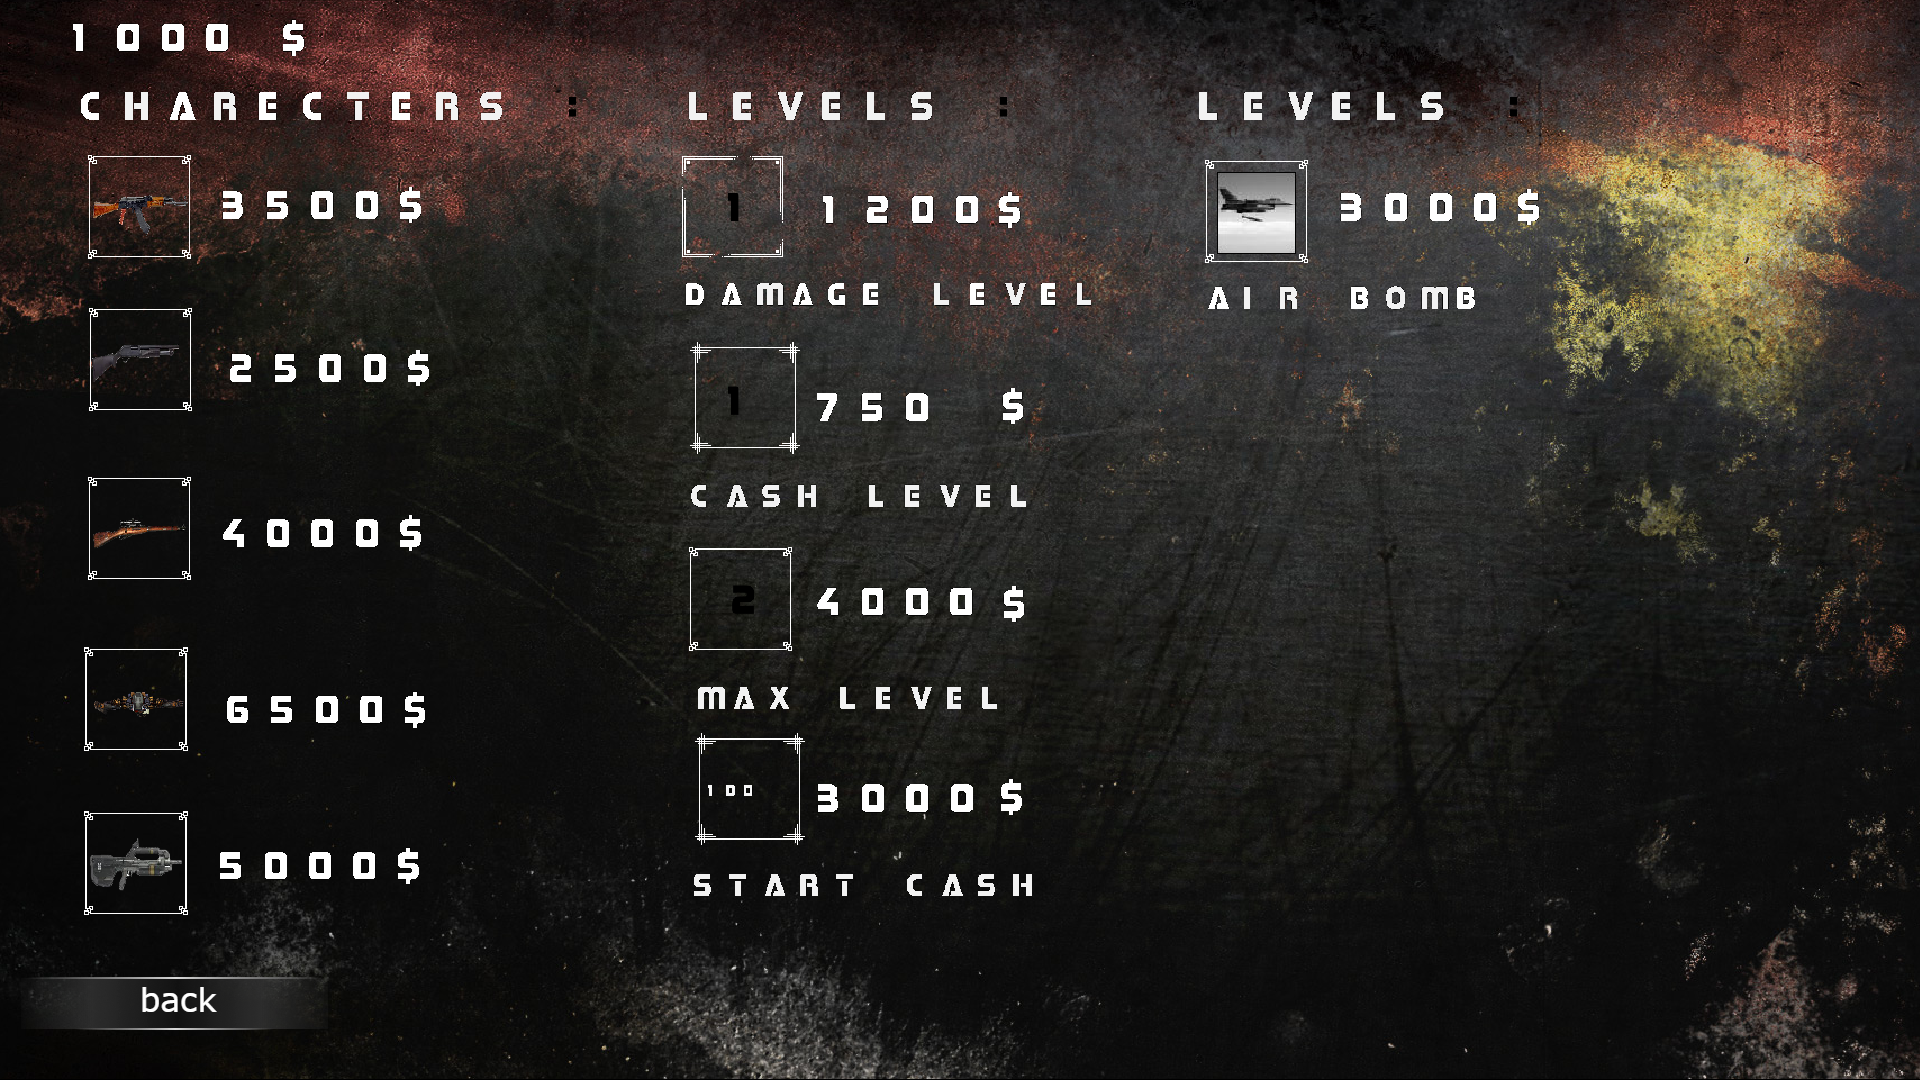 1000 $
CHARECTERS :
3500$
2500$
4000$
6500$
5000$
LEVELS :
1 1200$
DAMAGE LEVEL
1 750 $
CASH LEVEL
2 4000 $
MAX LEVEL
100 3000 $
START CASH
LEVELS :
3000$
AIR BOMB
back